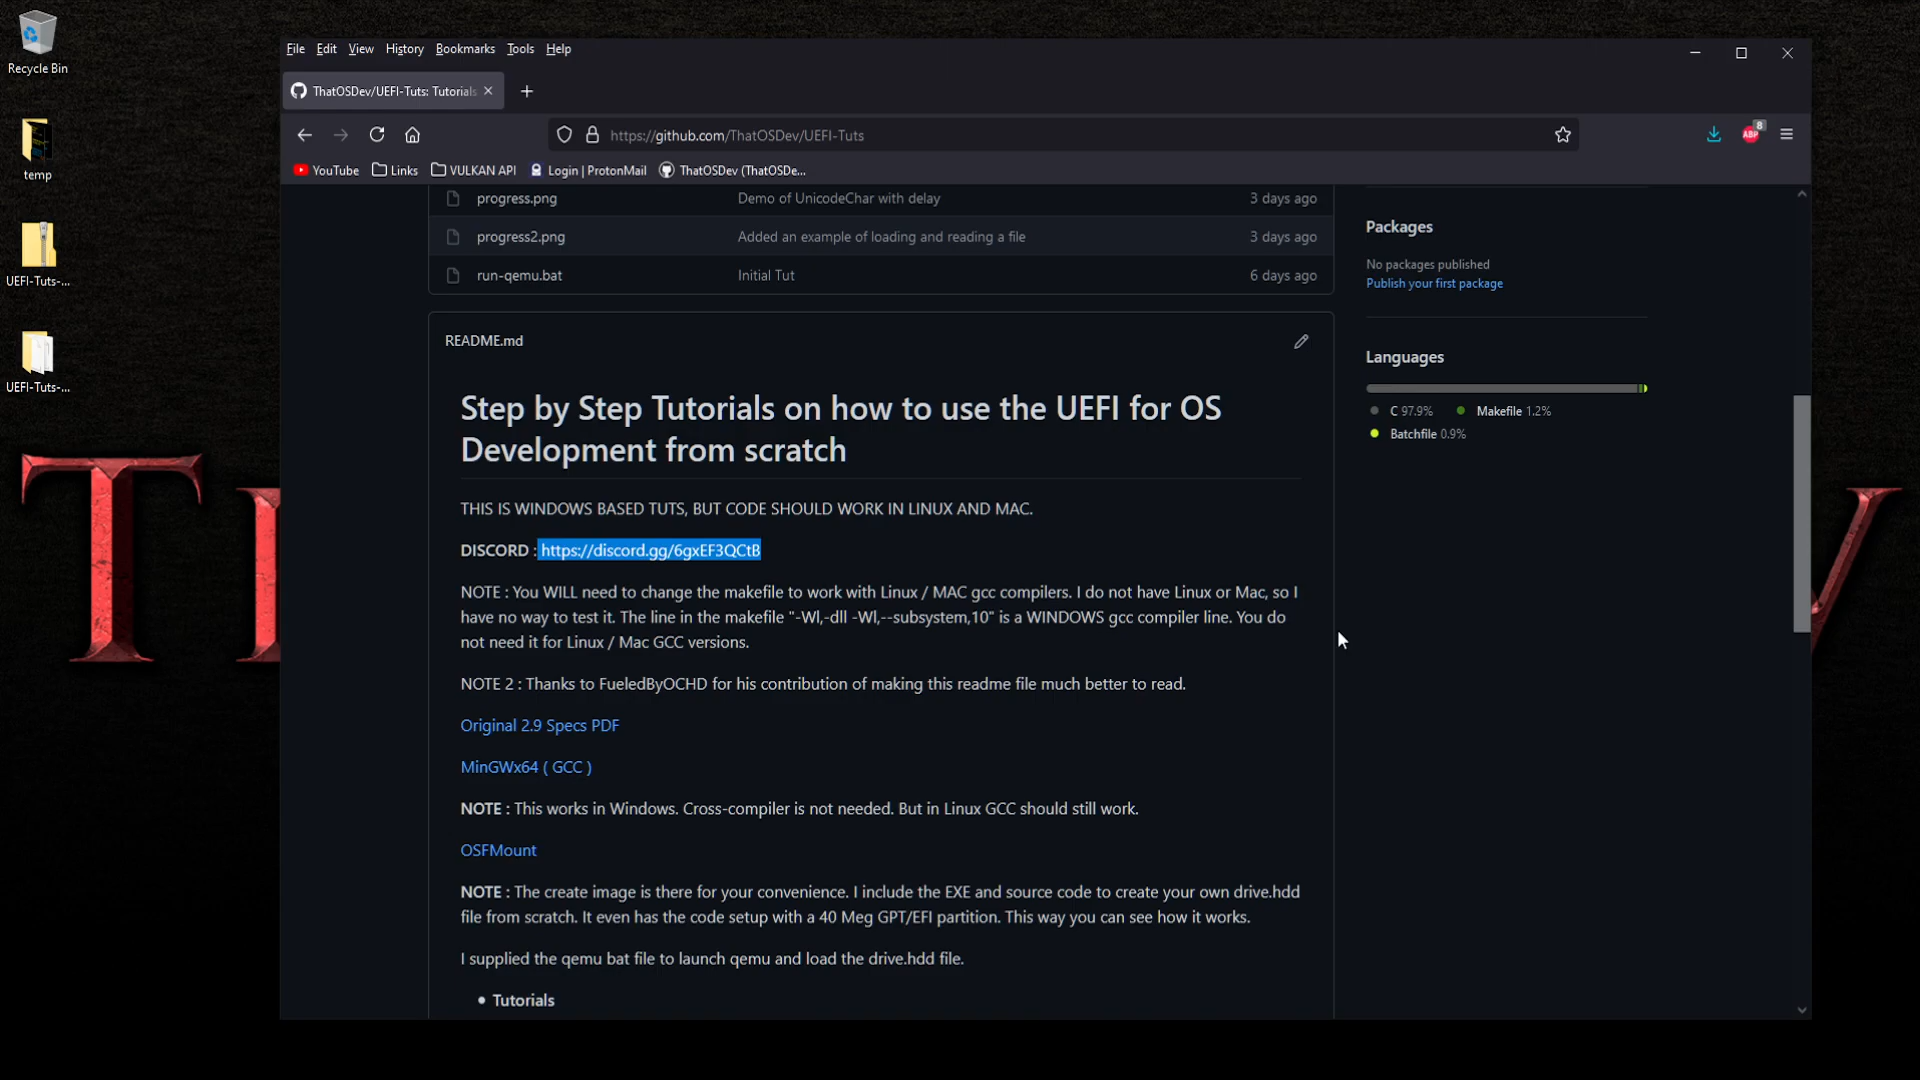 Recycle Bin
temp
UEFI-Tuts-...
UEFI-Tuts-...
File Edit View History Bookmarks Tools Help
ThatOSDev/UEFI-Tuts: Tutorials
https://github.com/ThatOSDev/UEFI-Tuts
ABP 8
YouTube Links VULKAN API Login | ProtonMail ThatOSDev (ThatOSDe...
progress.png Demo of UnicodeChar with delay 3 days ago
progress2.png Added an example of loading and reading a file 3 days ago
run-qemu.bat Initial Tut 6 days ago
README.md
Step by Step Tutorials on how to use the UEFI for OS
Development from scratch
THIS IS WINDOWS BASED TUTS, BUT CODE SHOULD WORK IN LINUX AND MAC.
DISCORD : https://discord.gg/6gxEF3QCtB
NOTE : You WILL need to change the makefile to work with Linux / MAC gcc compilers. I do not have Linux or Mac, so I
have no way to test it. The line in the makefile "-Wl,-dll -Wl,--subsystem,10" is a WINDOWS gcc compiler line. You do
not need it for Linux / Mac GCC versions.
NOTE 2 : Thanks to FueledByOCHD for his contribution of making this readme file much better to read.
Original 2.9 Specs PDF
MinGWx64 ( GCC )
NOTE : This works in Windows. Cross-compiler is not needed. But in Linux GCC should still work.
OSFMount
NOTE : The create image is there for your convenience. I include the EXE and source code to create your own drive.hdd
file from scratch. It even has the code setup with a 40 Meg GPT/EFI partition. This way you can see how it works.
I supplied the qemu bat file to launch qemu and load the drive.hdd file.
• Tutorials
Packages
No packages published
Publish your first package
Languages
C 97.9% Makefile 1.2%
Batchfile 0.9%